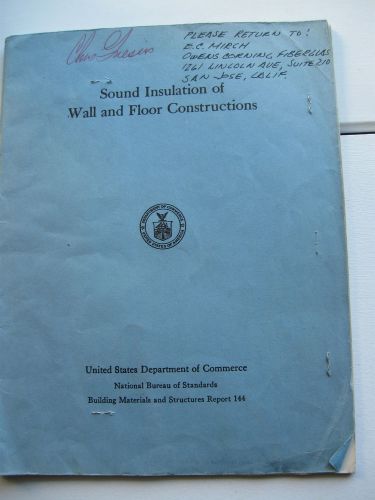 PLEASE RETURN TO:
E.C. MIRCH
OWENS CORNING FIBERGLAS
1261 LINCOLN AVE, SUITE 210
SAN JOSE, CALIF.
Sound Insulation of
Wall and Floor Constructions
United States Department of Commerce
National Bureau of Standards
Building Materials and Structures Report 144